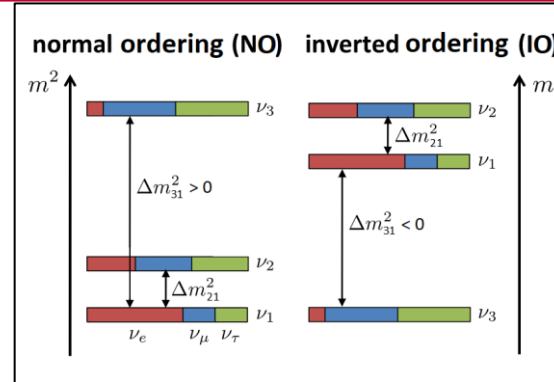 normal ordering (NO) inverted ordering (IO)
m² m
ν₃ ν₂
Δm²₂₁
ν₁
Δm²₃₁ > 0
Δm²₃₁ < 0
ν₂
Δm²₂₁
ν₁ ν₃
νₑ ν_μ ν_τ